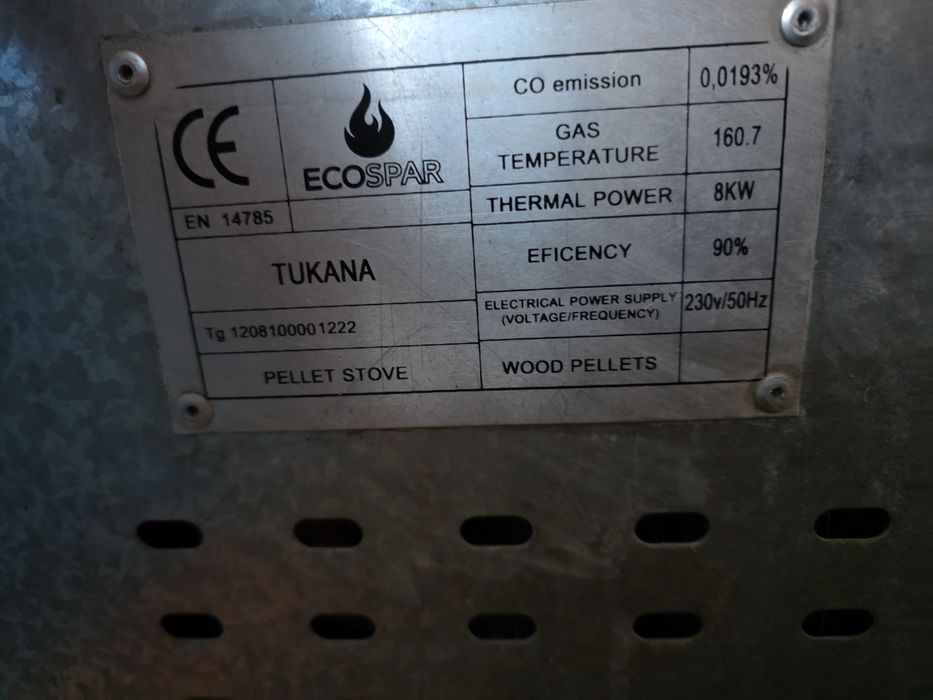 CE
ECOSPAR
EN 14785
TUKANA
Tg 1208100001222
PELLET STOVE
CO emission 0,0193%
GAS
TEMPERATURE 160.7
THERMAL POWER 8KW
EFICENCY 90%
ELECTRICAL POWER SUPPLY
(VOLTAGE/FREQUENCY) 230v/50Hz
WOOD PELLETS